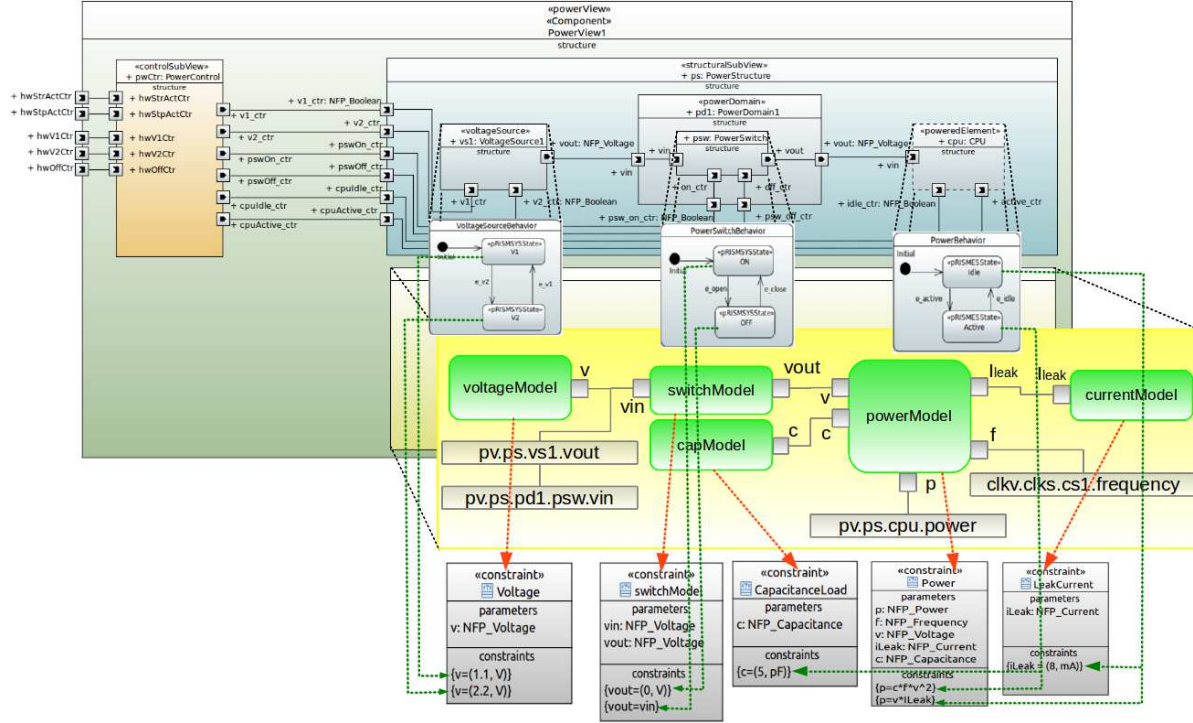 «powerView»
«Component»
PowerView1
structure
«controlSubView»
+ pwCtr: PowerControl
structure
+ hwStrActCtr
+ hwStpActCtr
+ hwV1Ctr
+ hwV2Ctr
+ hwOffCtr
+ hwStrActCtr
+ hwStpActCtr
+ hwV1Ctr
+ hwV2Ctr
+ hwOffCtr
+ v1_ctr
+ v2_ctr
+ pswOn_ctr
+ pswOff_ctr
+ cpuIdle_ctr
+ cpuActive_ctr
«structuralSubView»
+ ps: PowerStructure
structure
+ v1_ctr: NFP_Boolean
+ v2_ctr
+ pswOn_ctr
+ pswOff_ctr
+ cpuIdle_ctr
+ cpuActive_ctr
«voltageSource»
+ vs1: VoltageSource1
structure
+ vout: NFP_Voltage
+ v1_ctr
+ v2_ctr: NFP_Boolean
«powerDomain»
+ pd1: PowerDomain1
+ psw: PowerSwitch
structure
+ vin
+ vin
+ vout
+ vout: NFP_Voltage
+ on_ctr
+ off_ctr
+ psw_on_ctr: NFP_Boolean
+ psw_off_ctr
«poweredElement»
+ cpu: CPU
structure
+ vin
+ idle_ctr: NFP_Boolean
+ active_ctr
VoltageSourceBehavior
Initial
«pRISMSYSState»
V1
e_v2
e_v1
«pRISMSYSState»
V2
PowerSwitchBehavior
Initial
«pRISMSYSState»
ON
e_open
e_close
«pRISMSYSState»
OFF
PowerBehavior
Initial
«pRISMESState»
Idle
e_active
e_idle
«pRISMESState»
Active
voltageModel
v
vin
switchModel
vout
v
capModel
c
c
powerModel
Ileak
Ileak
currentModel
f
p
pv.ps.vs1.vout
pv.ps.pd1.psw.vin
clkv.clks.cs1.frequency
pv.ps.cpu.power
«constraint»
Voltage
parameters
v: NFP_Voltage
constraints
{v=(1.1, V)}
{v=(2.2, V)}
«constraint»
switchModel
parameters
vin: NFP_Voltage
vout: NFP_Voltage
constraints
{vout=(0, V)}
{vout=vin}
«constraint»
CapacitanceLoad
parameters
c: NFP_Capacitance
constraints
{c=(5, pF)}
«constraint»
Power
parameters
p: NFP_Power
f: NFP_Frequency
v: NFP_Voltage
iLeak: NFP_Current
c: NFP_Capacitance
constraints
{p=c*f*v^2}
{p=v*ILeak}
«constraint»
LeakCurrent
parameters
iLeak: NFP_Current
constraints
{iLeak = (8, mA)}